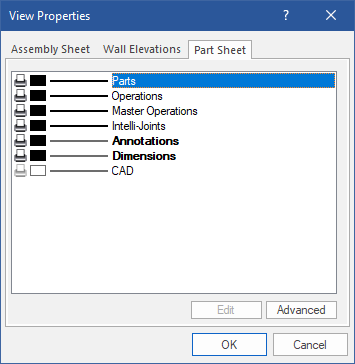 View Properties
?
Assembly Sheet Wall Elevations Part Sheet
Parts
Operations
Master Operations
Intelli-Joints
Annotations
Dimensions
CAD
Edit Advanced
OK Cancel